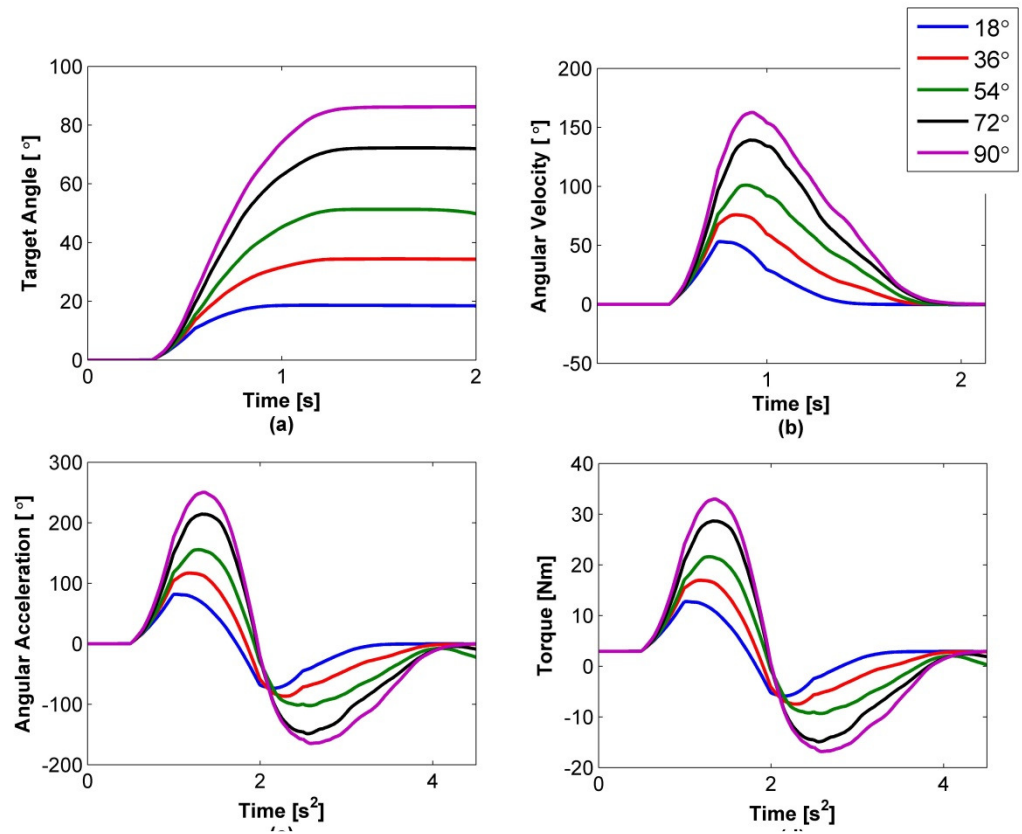 18°
36°
54°
72°
90°
100
80
60
40
20
0
Target Angle [ °]
0 1 2
Time [s]
(a)
200
150
100
50
0
-50
Angular Velocity [ °]
1 2
Time [s]
(b)
300
200
100
0
-100
-200
Angular Acceleration [ °]
0 2 4
Time [s²]
40
30
20
10
0
-10
-20
Torque [Nm]
0 2 4
Time [s²]